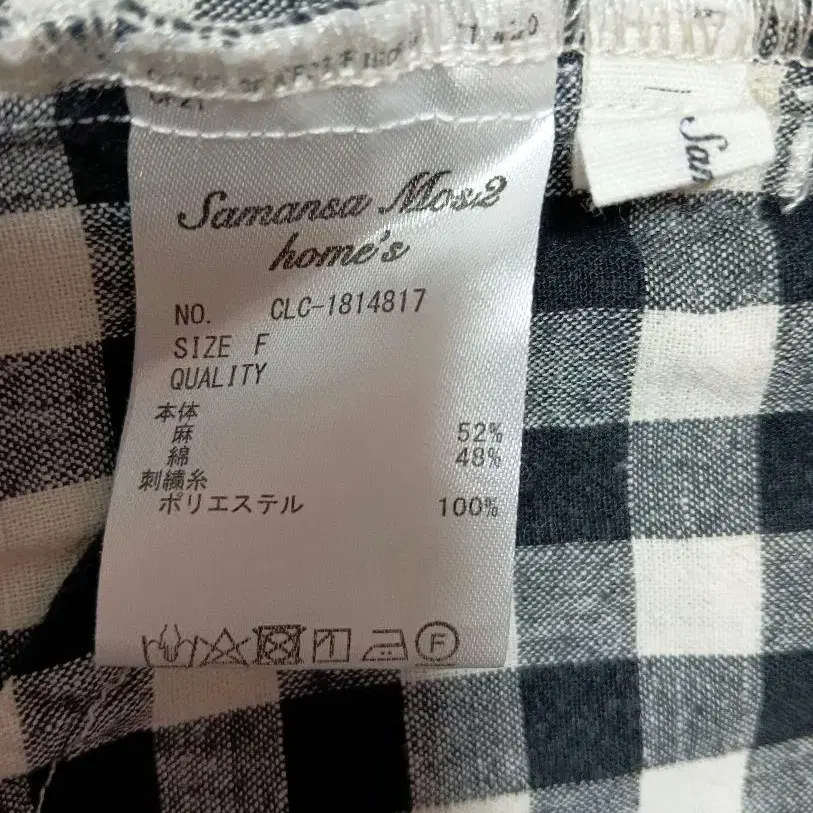 Samansa Mos2
home's
NO. CLC-1814817
SIZE F
QUALITY
本体
麻 52%
綿 48%
刺繍糸
ポリエステル 100%
F